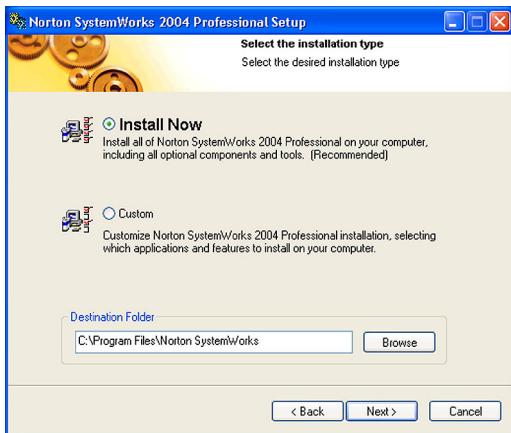 Norton SystemWorks 2004 Professional Setup
Select the installation type
Select the desired installation type
Install Now
Install all of Norton SystemWorks 2004 Professional on your computer,
including all optional components and tools. (Recommended)
Custom
Customize Norton SystemWorks 2004 Professional installation, selecting
which applications and features to install on your computer.
Destination Folder
C:\Program Files\Norton SystemWorks
Browse
< Back
Next >
Cancel